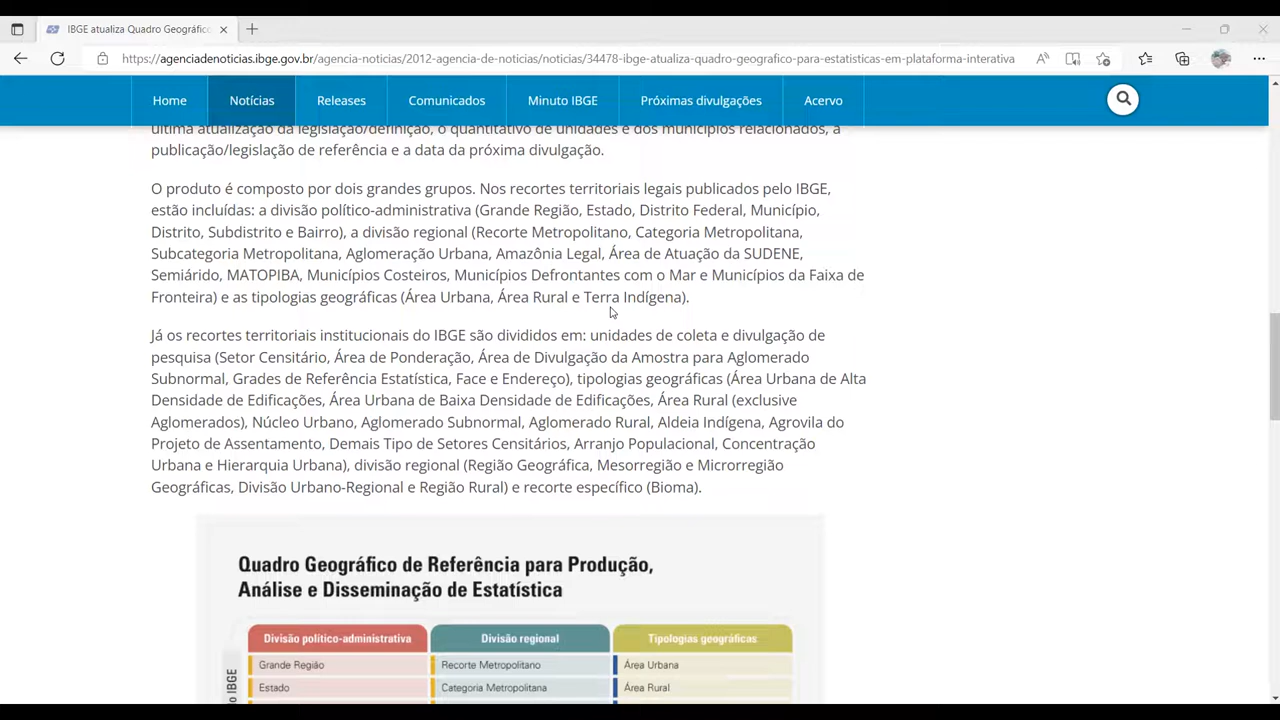 IBGE atualiza Quadro Geográfico
https://agenciadenoticias.ibge.gov.br/agencia-noticias/2012-agencia-de-noticias/noticias/34478-ibge-atualiza-quadro-geografico-para-estatisticas-em-plataforma-interativa
Home Notícias Releases Comunicados Minuto IBGE Próximas divulgações Acervo
última atualização da legislação/definição, o quantitativo de unidades e dos municípios relacionados, a
publicação/legislação de referência e a data da próxima divulgação.
O produto é composto por dois grandes grupos. Nos recortes territoriais legais publicados pelo IBGE,
estão incluídas: a divisão político-administrativa (Grande Região, Estado, Distrito Federal, Município,
Distrito, Subdistrito e Bairro), a divisão regional (Recorte Metropolitano, Categoria Metropolitana,
Subcategoria Metropolitana, Aglomeração Urbana, Amazônia Legal, Área de Atuação da SUDENE,
Semiárido, MATOPIBA, Municípios Costeiros, Municípios Defrontantes com o Mar e Municípios da Faixa de
Fronteira) e as tipologias geográficas (Área Urbana, Área Rural e Terra Indígena).
Já os recortes territoriais institucionais do IBGE são divididos em: unidades de coleta e divulgação de
pesquisa (Setor Censitário, Área de Ponderação, Área de Divulgação da Amostra para Aglomerado
Subnormal, Grades de Referência Estatística, Face e Endereço), tipologias geográficas (Área Urbana de Alta
Densidade de Edificações, Área Urbana de Baixa Densidade de Edificações, Área Rural (exclusive
Aglomerados), Núcleo Urbano, Aglomerado Subnormal, Aglomerado Rural, Aldeia Indígena, Agrovila do
Projeto de Assentamento, Demais Tipo de Setores Censitários, Arranjo Populacional, Concentração
Urbana e Hierarquia Urbana), divisão regional (Região Geográfica, Mesorregião e Microrregião
Geográficas, Divisão Urbano-Regional e Região Rural) e recorte específico (Bioma).
Quadro Geográfico de Referência para Produção,
Análise e Disseminação de Estatística
Divisão político-administrativa Divisão regional Tipologias geográficas
Grande Região Recorte Metropolitano Área Urbana
Estado Categoria Metropolitana Área Rural
o IBGE